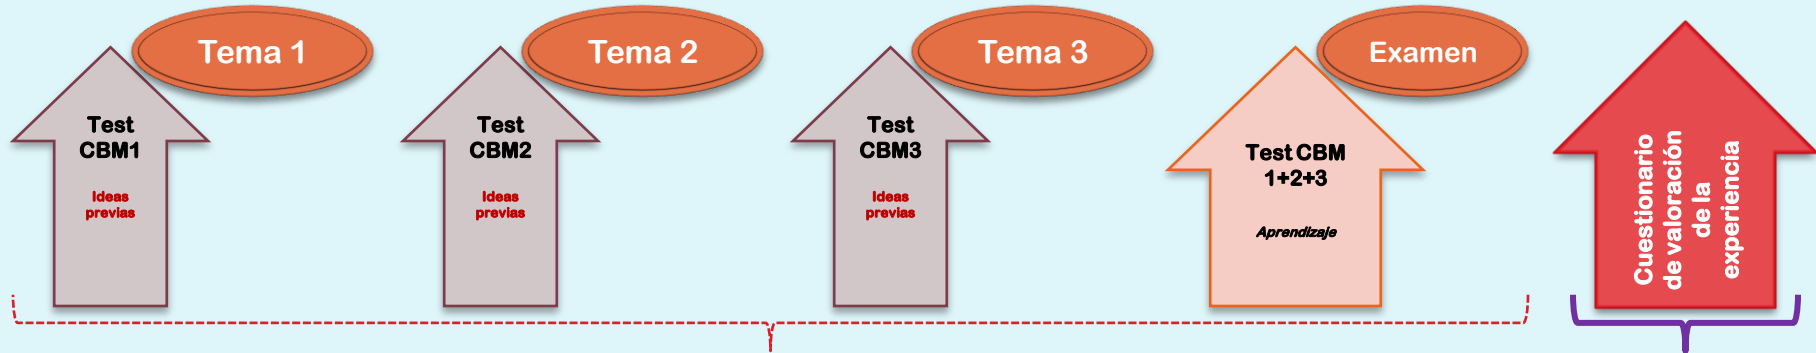 Tema 1
Test
CBM1
Ideas
previas
Tema 2
Test
CBM2
Ideas
previas
Tema 3
Test
CBM3
Ideas
previas
Examen
Test CBM
1+2+3
Aprendizaje
Cuestionario
de valoración
de la
experiencia